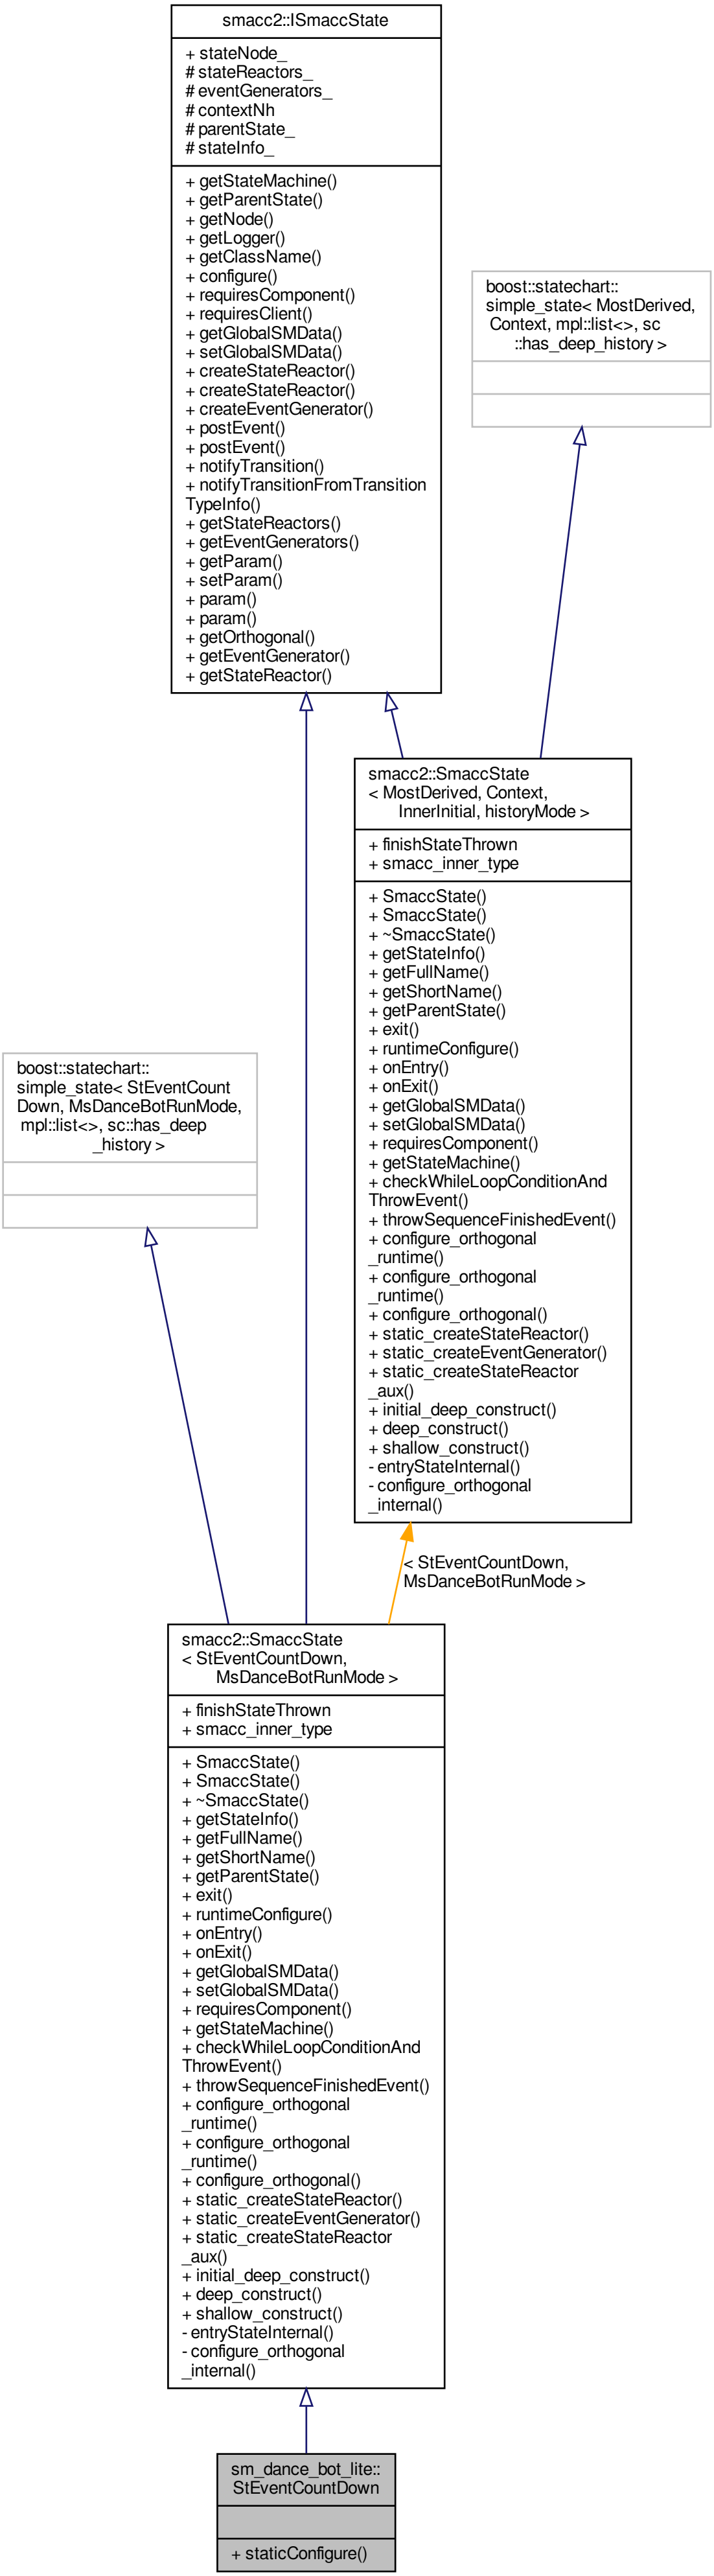 smacc2::ISmaccState
+ stateNode_
# stateReactors_
# eventGenerators_
# contextNh
# parentState_
# stateInfo_
+ getStateMachine()
+ getParentState()
+ getNode()
+ getLogger()
+ getClassName()
+ configure()
+ requiresComponent()
+ requiresClient()
+ getGlobalSMData()
+ setGlobalSMData()
+ createStateReactor()
+ createStateReactor()
+ createEventGenerator()
+ postEvent()
+ postEvent()
+ notifyTransition()
+ notifyTransitionFromTransition
TypeInfo()
+ getStateReactors()
+ getEventGenerators()
+ getParam()
+ setParam()
+ param()
+ param()
+ getOrthogonal()
+ getEventGenerator()
+ getStateReactor()
boost::statechart::
simple_state< MostDerived,
Context, mpl::list<>, sc
::has_deep_history >
smacc2::SmaccState
< MostDerived, Context,
InnerInitial, historyMode >
+ finishStateThrown
+ smacc_inner_type
+ SmaccState()
+ SmaccState()
+ ~SmaccState()
+ getStateInfo()
+ getFullName()
+ getShortName()
+ getParentState()
+ exit()
+ runtimeConfigure()
+ onEntry()
+ onExit()
+ getGlobalSMData()
+ setGlobalSMData()
+ requiresComponent()
+ getStateMachine()
+ checkWhileLoopConditionAnd
ThrowEvent()
+ throwSequenceFinishedEvent()
+ configure_orthogonal
_runtime()
+ configure_orthogonal
_runtime()
+ configure_orthogonal()
+ static_createStateReactor()
+ static_createEventGenerator()
+ static_createStateReactor
_aux()
+ initial_deep_construct()
+ deep_construct()
+ shallow_construct()
- entryStateInternal()
- configure_orthogonal
_internal()
boost::statechart::
simple_state< StEventCount
Down, MsDanceBotRunMode,
mpl::list<>, sc::has_deep
_history >
< StEventCountDown,
MsDanceBotRunMode >
smacc2::SmaccState
< StEventCountDown,
MsDanceBotRunMode >
+ finishStateThrown
+ smacc_inner_type
+ SmaccState()
+ SmaccState()
+ ~SmaccState()
+ getStateInfo()
+ getFullName()
+ getShortName()
+ getParentState()
+ exit()
+ runtimeConfigure()
+ onEntry()
+ onExit()
+ getGlobalSMData()
+ setGlobalSMData()
+ requiresComponent()
+ getStateMachine()
+ checkWhileLoopConditionAnd
ThrowEvent()
+ throwSequenceFinishedEvent()
+ configure_orthogonal
_runtime()
+ configure_orthogonal
_runtime()
+ configure_orthogonal()
+ static_createStateReactor()
+ static_createEventGenerator()
+ static_createStateReactor
_aux()
+ initial_deep_construct()
+ deep_construct()
+ shallow_construct()
- entryStateInternal()
- configure_orthogonal
_internal()
sm_dance_bot_lite::
StEventCountDown
+ staticConfigure()